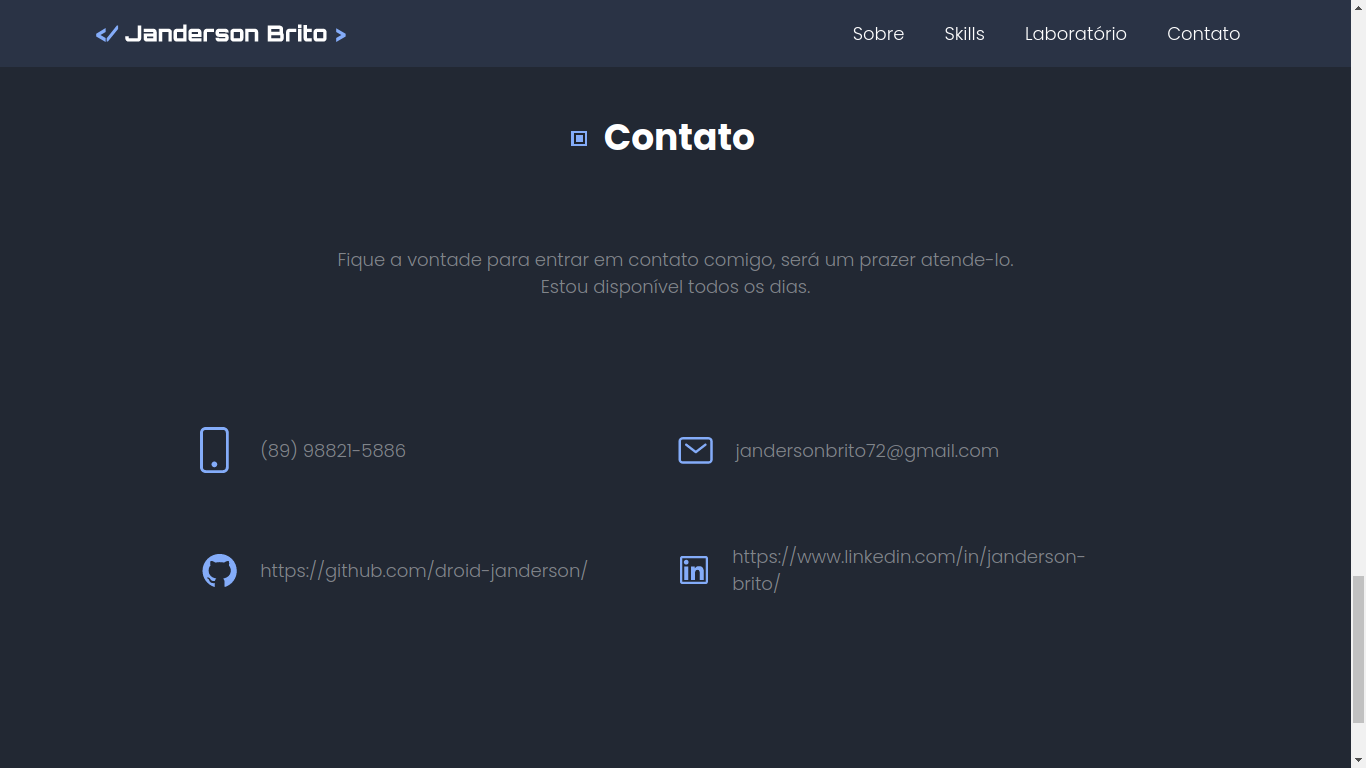 </ Janderson Brito >
Sobre Skills Laboratório Contato
Contato
Fique a vontade para entrar em contato comigo, será um prazer atende-lo.
Estou disponível todos os dias.
(89) 98821-5886
jandersonbrito72@gmail.com
https://github.com/droid-janderson/
https://www.linkedin.com/in/janderson-
brito/